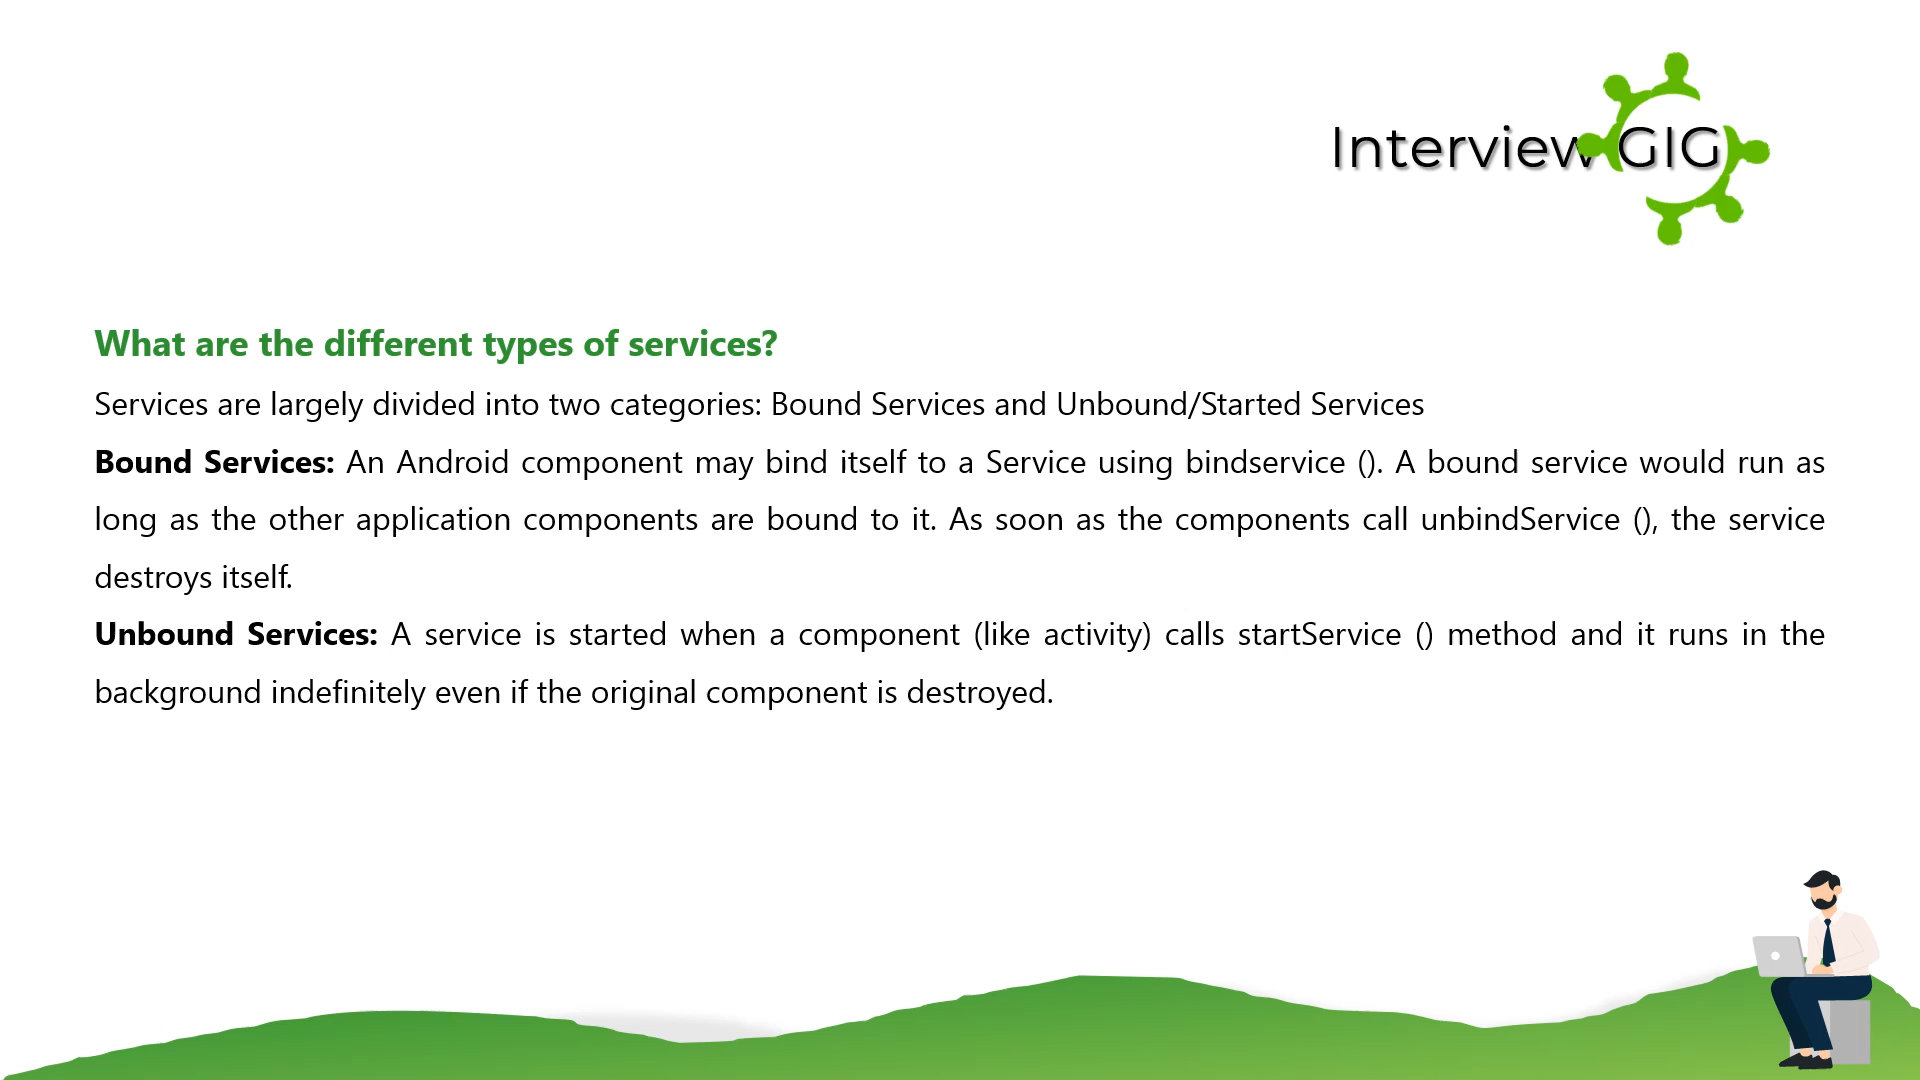 Interview GIG
What are the different types of services?
Services are largely divided into two categories: Bound Services and Unbound/Started Services
Bound Services: An Android component may bind itself to a Service using bindservice (). A bound service would run as
long as the other application components are bound to it. As soon as the components call unbindService (), the service
destroys itself.
Unbound Services: A service is started when a component (like activity) calls startService () method and it runs in the
background indefinitely even if the original component is destroyed.